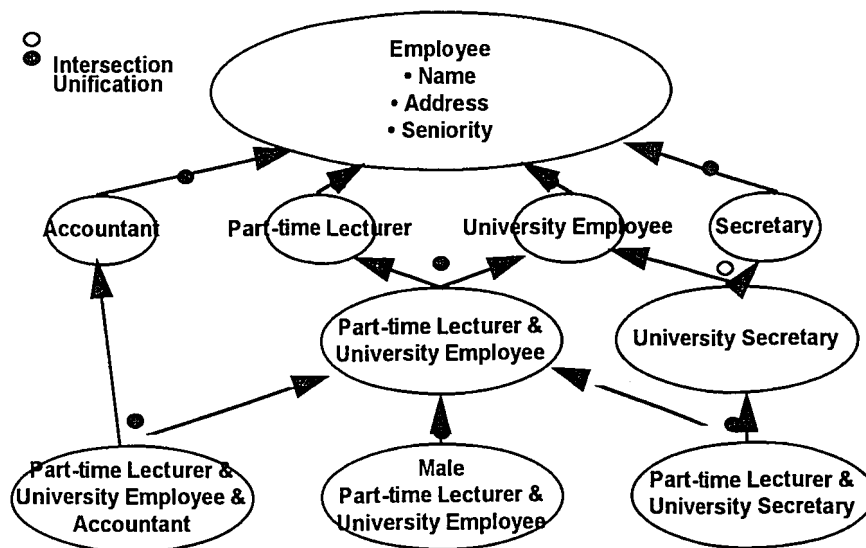 Employee
• Name
• Address
• Seniority
Intersection
Unification
Accountant
Part-time Lecturer
University Employee
Secretary
Part-time Lecturer &
University Employee
University Secretary
Part-time Lecturer &
University Employee &
Accountant
Male
Part-time Lecturer &
University Employee
Part-time Lecturer &
University Secretary